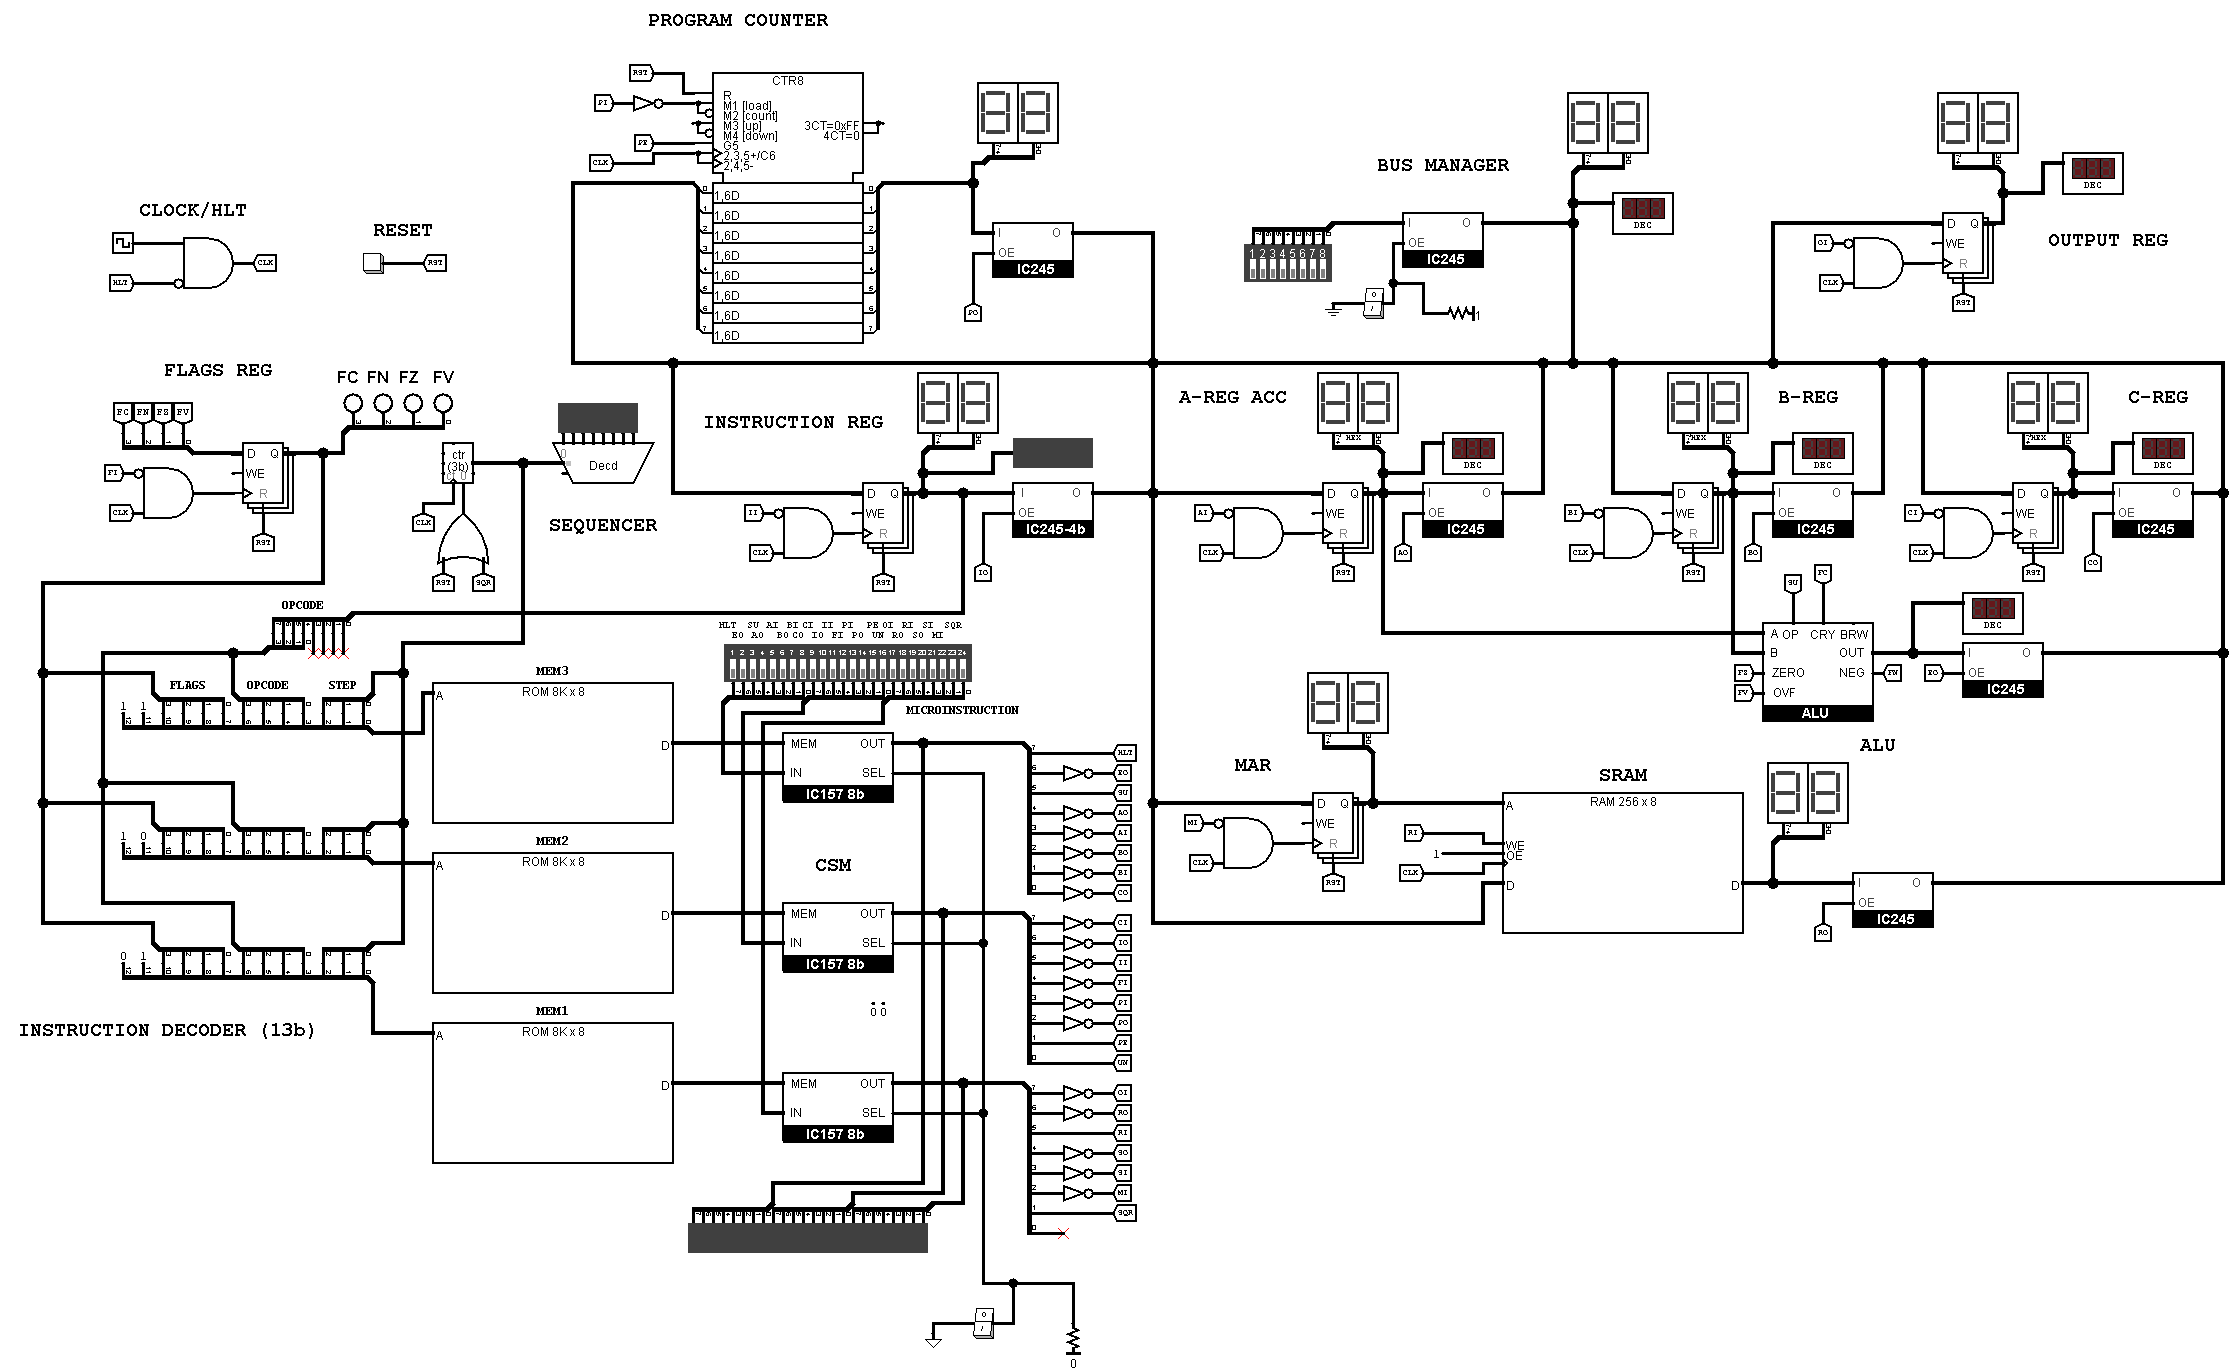 PROGRAM COUNTER
RST
CTR8
R
PI
M1 [load]
M2 [count]
M3 [up]
M4 [down]
3CT=0xFF
4CT=0
PE
G5
CLK
2,3,5+/C6
2,4,5-
1,6D
1,6D
1,6D
1,6D
1,6D
1,6D
1,6D
1,6D
I O
OE
IC245
PO
CLOCK/HLT
CLK
HLT
RESET
RST
BUS MANAGER
1 2 3 4 5 6 7 8
I O
OE
IC245
0
1
DEC
DEC
OUTPUT REG
OI
CLK
D Q
WE
R
RST
FLAGS REG
FC FN FZ FV
FC FN FZ FV
FI
CLK
D Q
WE
R
RST
ctr
(3b)
CLK
RST
SQR
Decd
SEQUENCER
INSTRUCTION REG
II
CLK
D Q
WE
R
RST
I O
OE
IC245-4b
IO
A-REG ACC
HEX
DEC
AI
CLK
D Q
WE
R
RST
I O
OE
IC245
AO
B-REG
HEX
DEC
BI
CLK
D Q
WE
R
RST
I O
OE
IC245
BO
C-REG
HEX
DEC
CI
CLK
D Q
WE
R
RST
I O
OE
IC245
CO
SU
FC
A OP CRY BRW
B OUT
ZERO NEG
OVF
FZ
FV
FN
ALU
DEC
EO
I O
OE
IC245
ALU
OPCODE
FLAGS OPCODE STEP
1 1
1 0
0 1
INSTRUCTION DECODER (13b)
MEM3
ROM 8K x 8
A
D
MEM2
ROM 8K x 8
A
D
MEM1
ROM 8K x 8
A
D
HLT SU AI BI CI II PI PE OI RI SI SQR
EO AO BO CO IO FI PO UN RO SO MI
1 2 3 4 5 6 7 8 9 10 11 12 13 14 15 16 17 18 19 20 21 22 23 24
MICROINSTRUCTION
MEM OUT
IN SEL
IC157 8b
CSM
MEM OUT
IN SEL
IC157 8b
0 0
MEM OUT
IN SEL
IC157 8b
HLT
EO
SU
AO
AI
BO
BI
CO
CI
IO
II
FI
PI
PO
PE
UN
OI
RO
RI
SO
SI
MI
SQR
0
MAR
MI
CLK
D Q
WE
R
RST
SRAM
RAM 256 x 8
A
RI
1
CLK
WE
OE
D
D
I O
OE
IC245
RO